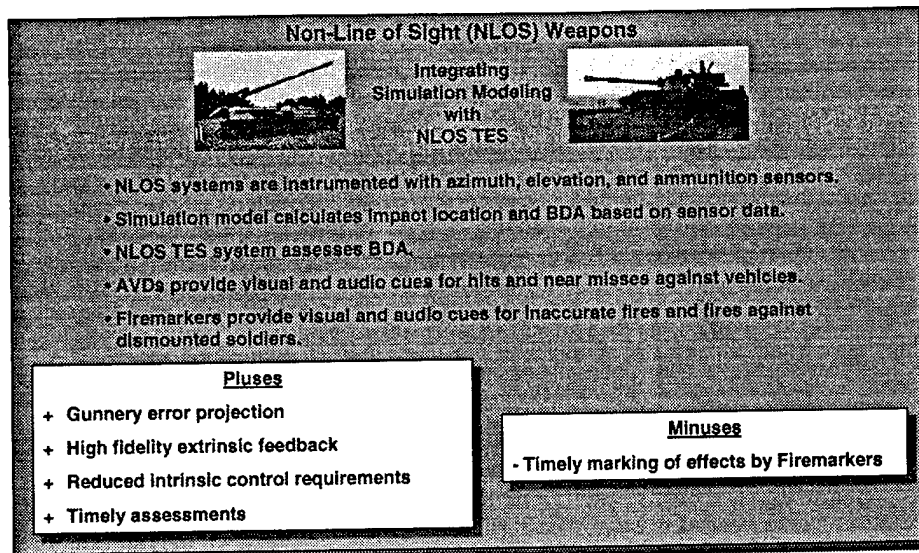 Non-Line of Sight (NLOS) Weapons
Integrating
Simulation Modeling
with
NLOS TES
• NLOS systems are instrumented with azimuth, elevation, and ammunition sensors.
• Simulation model calculates impact location and BDA based on sensor data.
• NLOS TES system assesses BDA.
• AVDs provide visual and audio cues for hits and near misses against vehicles.
• Firemarkers provide visual and audio cues for inaccurate fires and fires against
dismounted soldiers.
Pluses
+ Gunnery error projection
+ High fidelity extrinsic feedback
+ Reduced intrinsic control requirements
+ Timely assessments
Minuses
- Timely marking of effects by Firemarkers